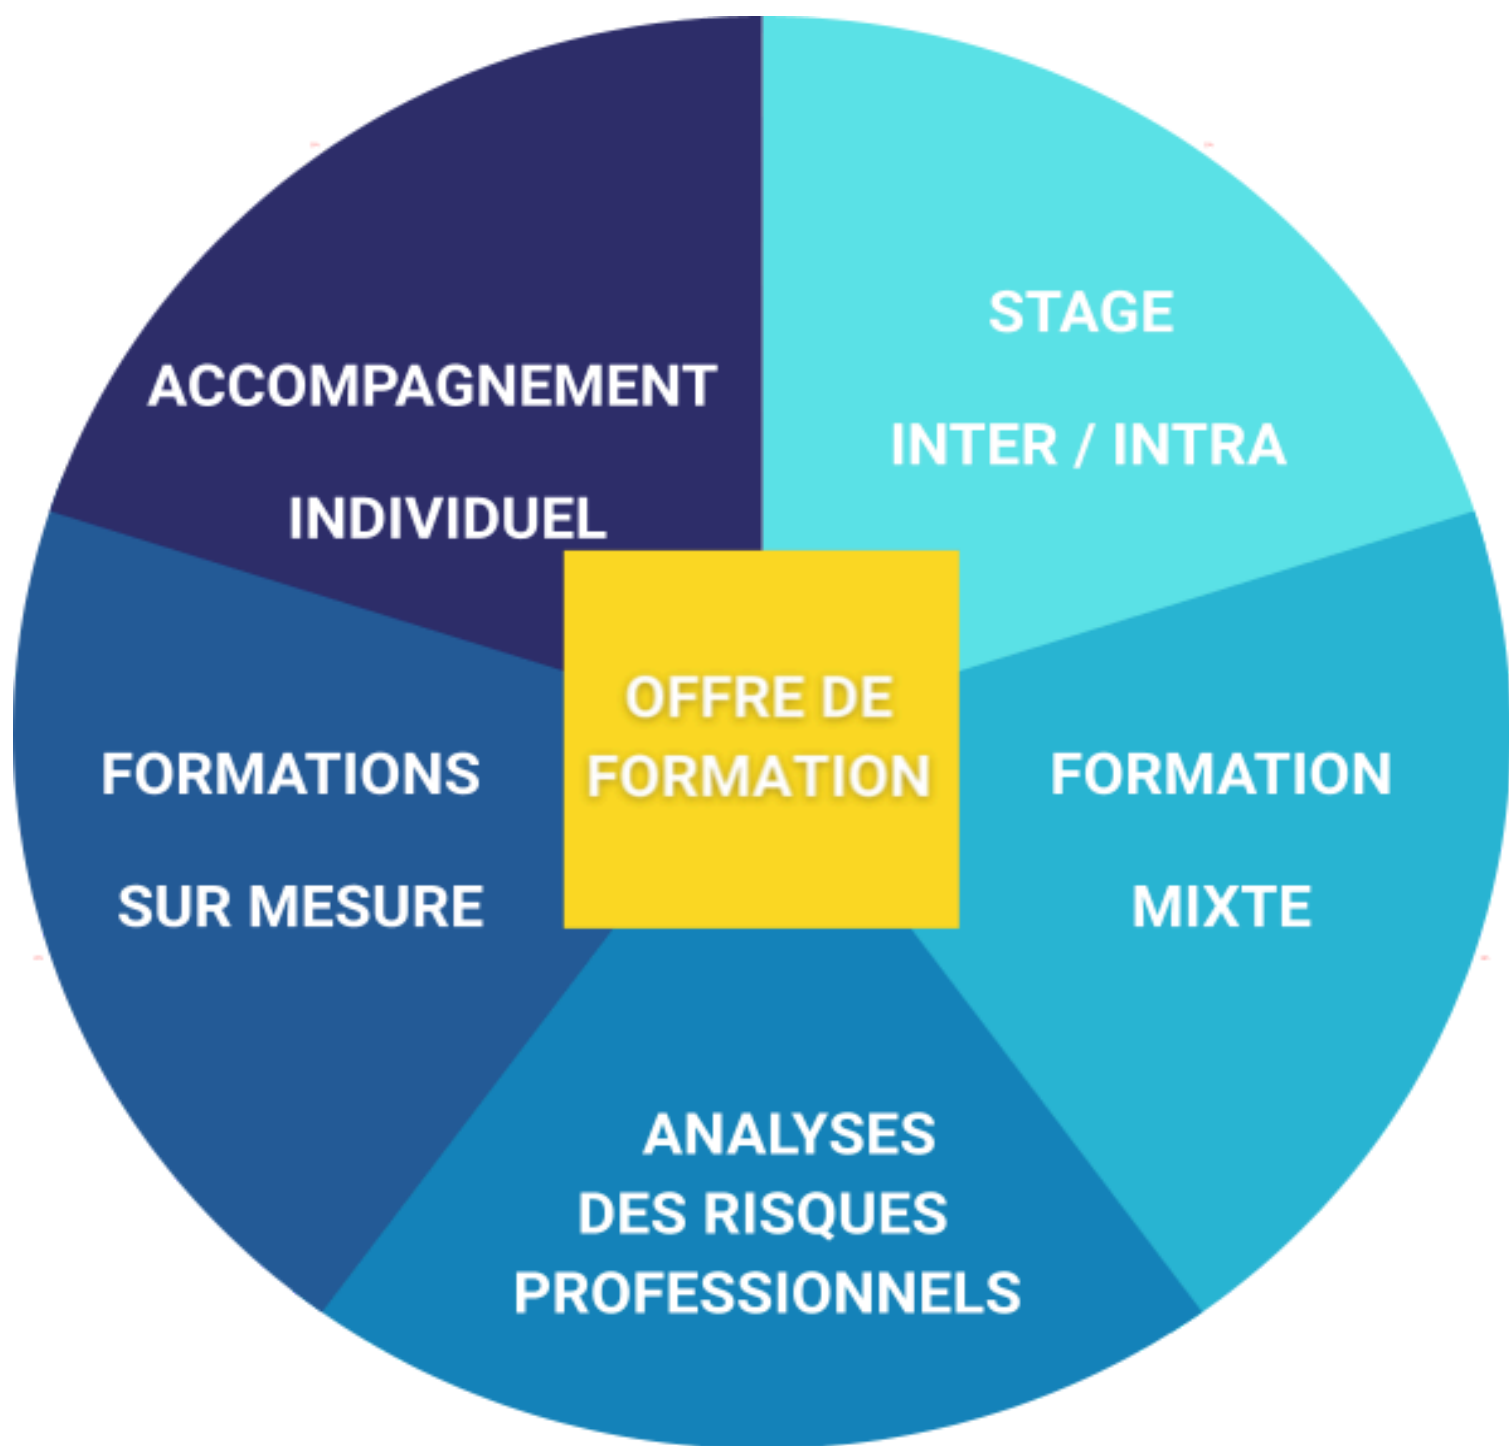 ACCOMPAGNEMENT
INDIVIDUEL
STAGE
INTER / INTRA
OFFRE DE
FORMATION
FORMATIONS
SUR MESURE
FORMATION
MIXTE
ANALYSES
DES RISQUES
PROFESSIONNELS